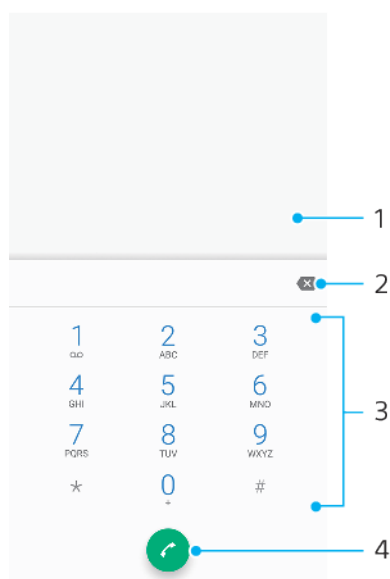 1
2
1 2 3
ABC DEF
4 5 6
GHI JKL MNO
3
7 8 9
PQRS TUV WXYZ
* 0 #
+
4